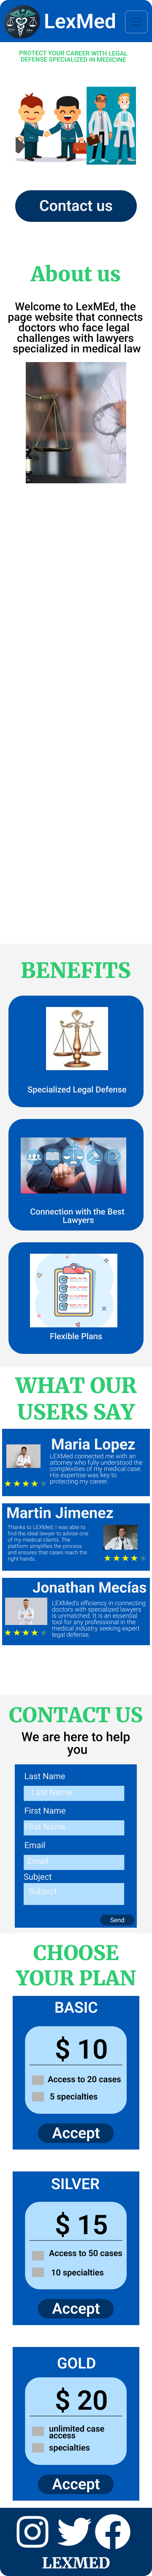 LexMed
PROTECT YOUR CAREER WITH LEGAL
DEFENSE SPECIALIZED IN MEDICINE
Contact us
About us
Welcome to LexMED, the
page website that connects
doctors who face legal
challenges with lawyers
specialized in medical law
BENEFITS
Specialized Legal Defense
Connection with the Best
Lawyers
Flexible Plans
WHAT OUR
USERS SAY
Maria Lopez
LEXMed connected me with an
attorney who fully understood the
complexities of my medical case
His expertise was key to
protecting my career.
Martin Jimenez
Thanks to LEXMed, I was able to
find the ideal lawyer to advise one
of my medical clients. The
platform simplifies the process
and ensures that cases reach the
right hands.
Jonathan Mecías
LEXMed's efficiency in connecting
doctors with specialized lawyers
is unmatched. It is an essential
tool for any professional in the
medical industry seeking expert
legal defense.
CONTACT US
We are here to help
you
Last Name
Last Name
First Name
First Name
Email
Email
Subject
Subject
Send
CHOOSE
YOUR PLAN
BASIC
$ 10
Access to 20 cases
5 specialties
Accept
SILVER
$ 15
Access to 50 cases
10 specialties
Accept
GOLD
$ 20
unlimited case
access
specialties
Accept
LEXMED